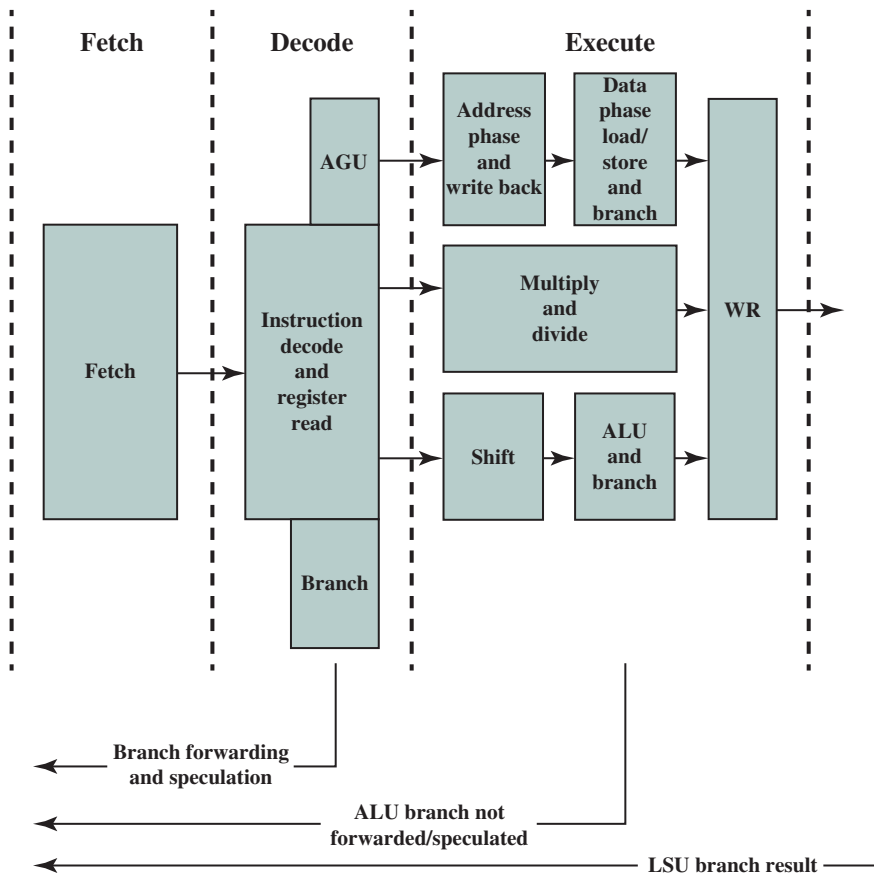 Fetch
Decode
Execute
AGU
Address
phase
and
write back
Data
phase
load/
store
and
branch
Fetch
Instruction
decode
and
register
read
Multiply
and
divide
WR
Shift
ALU
and
branch
Branch
Branch forwarding
and speculation
ALU branch not
forwarded/speculated
LSU branch result